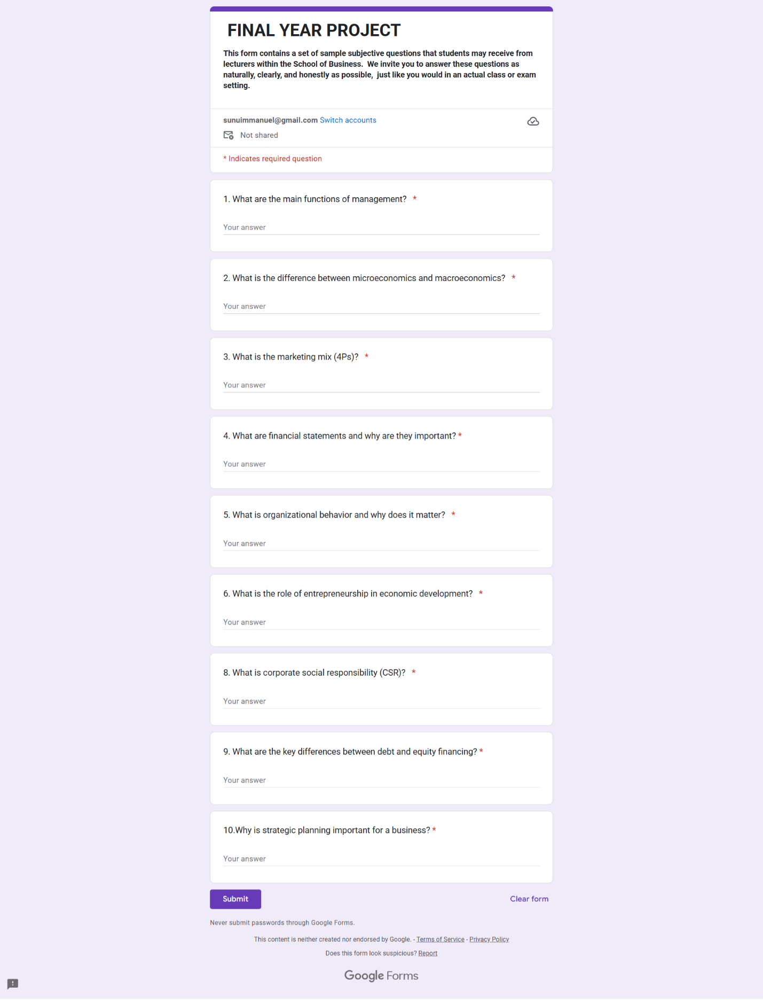 FINAL YEAR PROJECT
This form contains a set of sample subjective questions that students may receive from
lecturers within the School of Business.  We invite you to answer these questions as
naturally, clearly, and honestly as possible,  just like you would in an actual class or exam
setting.
sunuimmanuel@gmail.com Switch accounts
Not shared
* Indicates required question
1. What are the main functions of management? *
Your answer
2. What is the difference between microeconomics and macroeconomics? *
Your answer
3. What is the marketing mix (4Ps)? *
Your answer
4. What are financial statements and why are they important? *
Your answer
5. What is organizational behavior and why does it matter? *
Your answer
6. What is the role of entrepreneurship in economic development? *
Your answer
8. What is corporate social responsibility (CSR)? *
Your answer
9. What are the key differences between debt and equity financing? *
Your answer
10.Why is strategic planning important for a business? *
Your answer
Submit Clear form
Never submit passwords through Google Forms.
This content is neither created nor endorsed by Google. - Terms of Service - Privacy Policy
Does this form look suspicious? Report
Google Forms